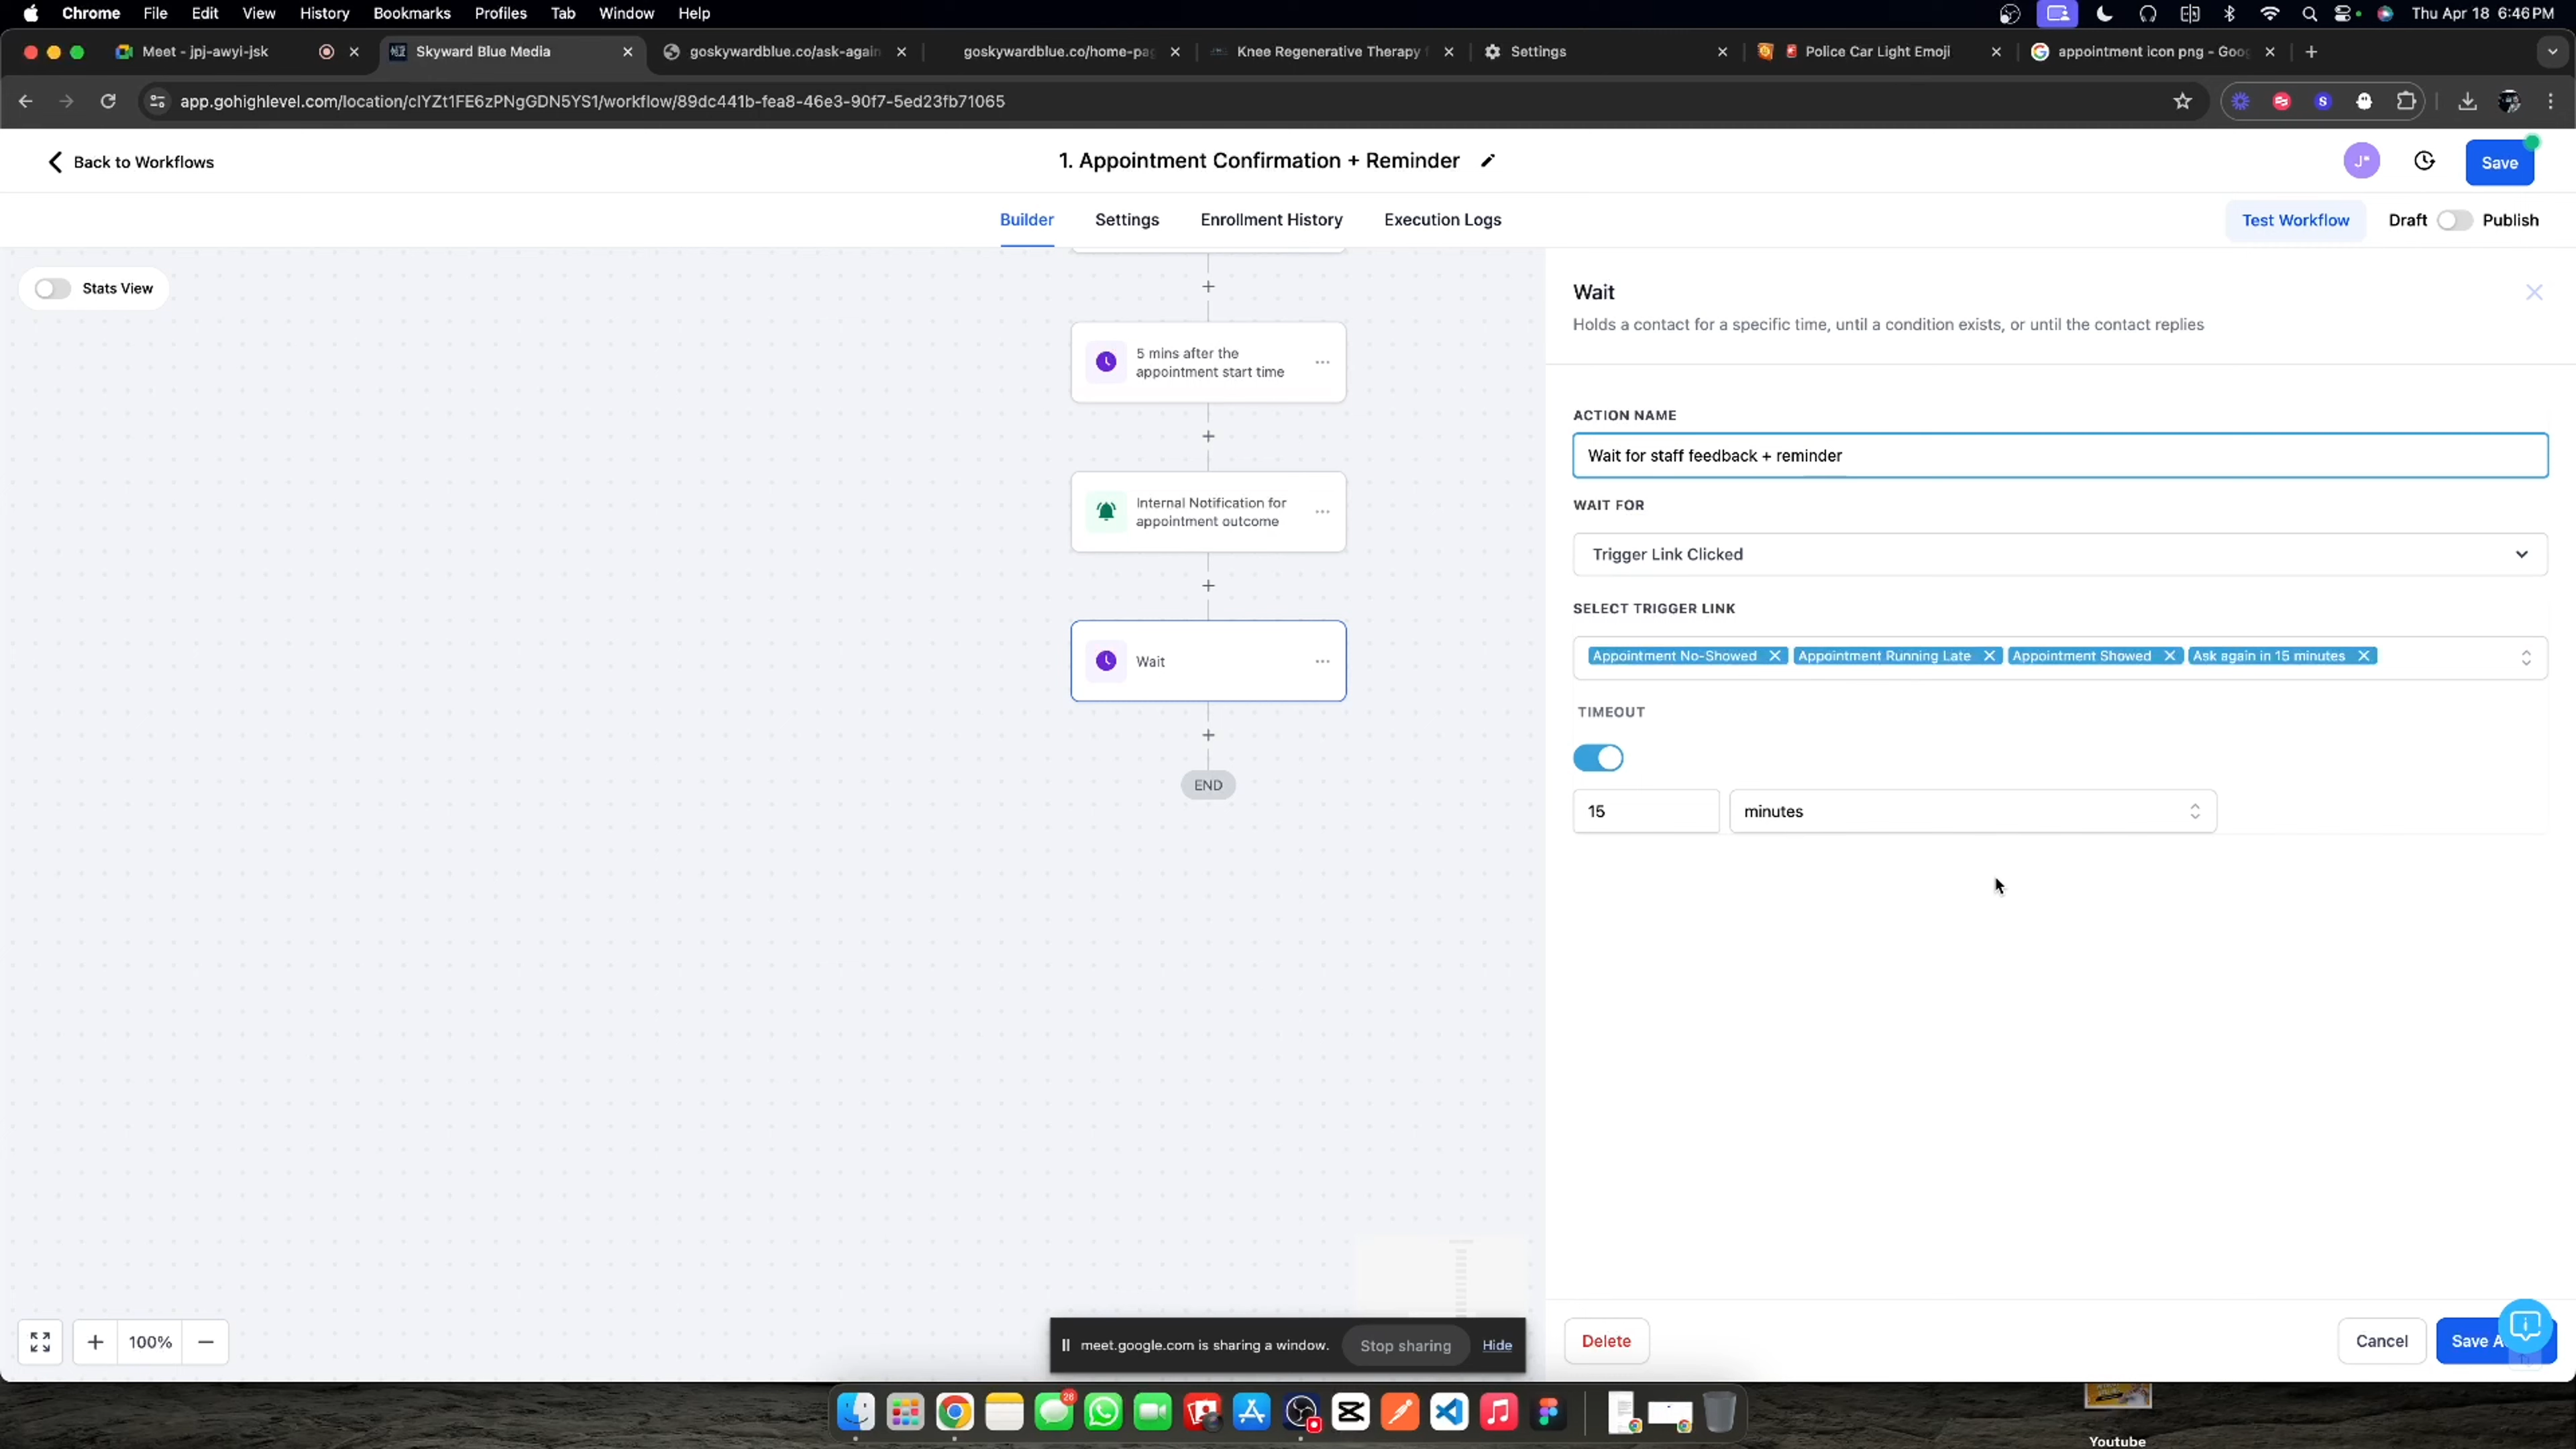 Chrome File Edit View History Bookmarks Profiles Tab Window Help Thu Apr 18 6:46PM
Meet - jpj-awyi-jsk Skyward Blue Media goskywardblue.co/ask-again goskywardblue.co/home-pag Knee Regenerative Therapy Settings Police Car Light Emoji appointment icon png - Goog
app.gohighlevel.com/location/cIYZt1FE6zPNgGDN5YS1/workflow/89dc441b-fea8-46e3-90f7-5ed23fb71065
Back to Workflows 1. Appointment Confirmation + Reminder Save
Builder Settings Enrollment History Execution Logs Test Workflow Draft Publish
Stats View
5 mins after the
appointment start time
Internal Notification for
appointment outcome
Wait
END
Wait
Holds a contact for a specific time, until a condition exists, or until the contact replies
ACTION NAME
Wait for staff feedback + reminder
WAIT FOR
Trigger Link Clicked
SELECT TRIGGER LINK
Appointment No-Showed Appointment Running Late Appointment Showed Ask again in 15 minutes
TIMEOUT
15 minutes
100%
meet.google.com is sharing a window. Stop sharing Hide
Delete Cancel Save A
28
Youtube